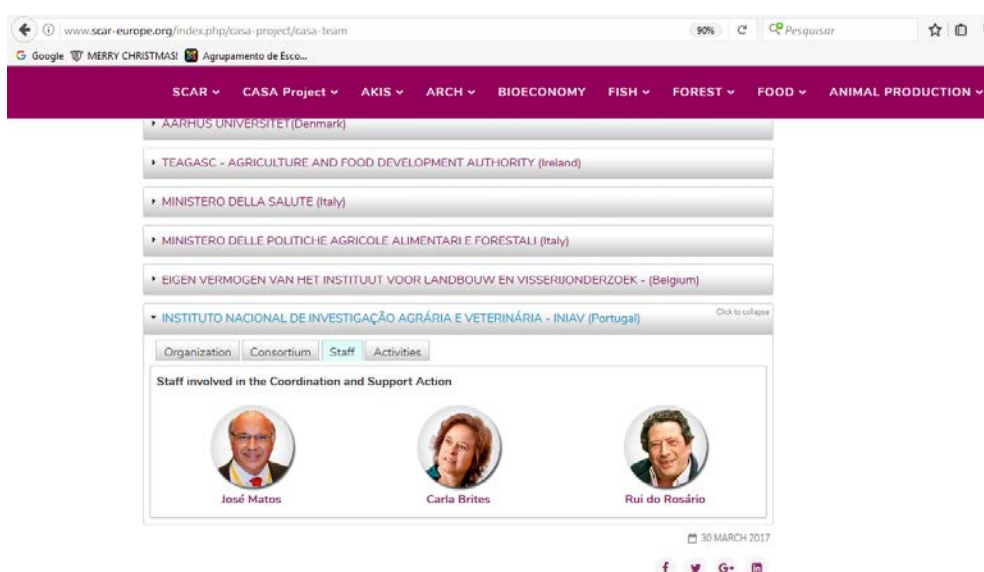 www.scar-europe.org/index.php/casa-project/casa-team
90%
Pesquisar
Google MERRY CHRISTMAS! Agrupamento de Esco...
SCAR CASA Project AKIS ARCH BIOECONOMY FISH FOREST FOOD ANIMAL PRODUCTION
AARHUS UNIVERSITET(Denmark)
TEAGASC - AGRICULTURE AND FOOD DEVELOPMENT AUTHORITY (Ireland)
MINISTERO DELLA SALUTE (Italy)
MINISTERO DELLE POLITICHE AGRICOLE ALIMENTARI E FORESTALI (Italy)
EIGEN VERMOGEN VAN HET INSTITUUT VOOR LANDBOUW EN VISSERIJONDERZOEK - (Belgium)
INSTITUTO NACIONAL DE INVESTIGAÇÃO AGRÁRIA E VETERINÁRIA - INIAV (Portugal) Click to collapse
Organization Consortium Staff Activities
Staff involved in the Coordination and Support Action
José Matos Carla Brites Rui do Rosário
30 MARCH 2017